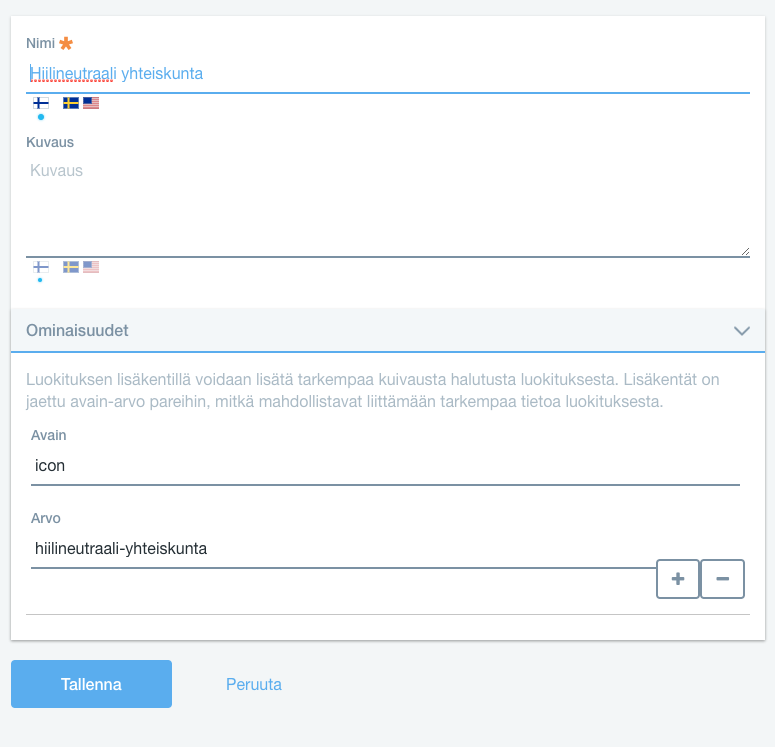 Nimi
Hiilineutraali yhteiskunta
Kuvaus
Kuvaus
Ominaisuudet
Luokituksen lisäkentillä voidaan lisätä tarkempaa kuivausta halutusta luokituksesta. Lisäkentät on
jaettu avain-arvo pareihin, mitkä mahdollistavat liittämään tarkempaa tietoa luokituksesta.
Avain
icon
Arvo
hiilineutraali-yhteiskunta
Tallenna Peruuta